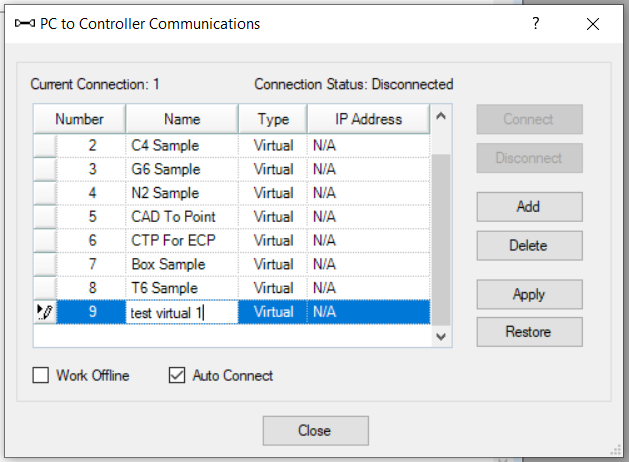 PC to Controller Communications
Current Connection: 1 Connection Status: Disconnected
Number Name Type IP Address
2 C4 Sample Virtual N/A
3 G6 Sample Virtual N/A
4 N2 Sample Virtual N/A
5 CAD To Point Virtual N/A
6 CTP For ECP Virtual N/A
7 Box Sample Virtual N/A
8 T6 Sample Virtual N/A
9 test virtual 1 Virtual N/A
Connect
Disconnect
Add
Delete
Apply
Restore
Work Offline Auto Connect
Close